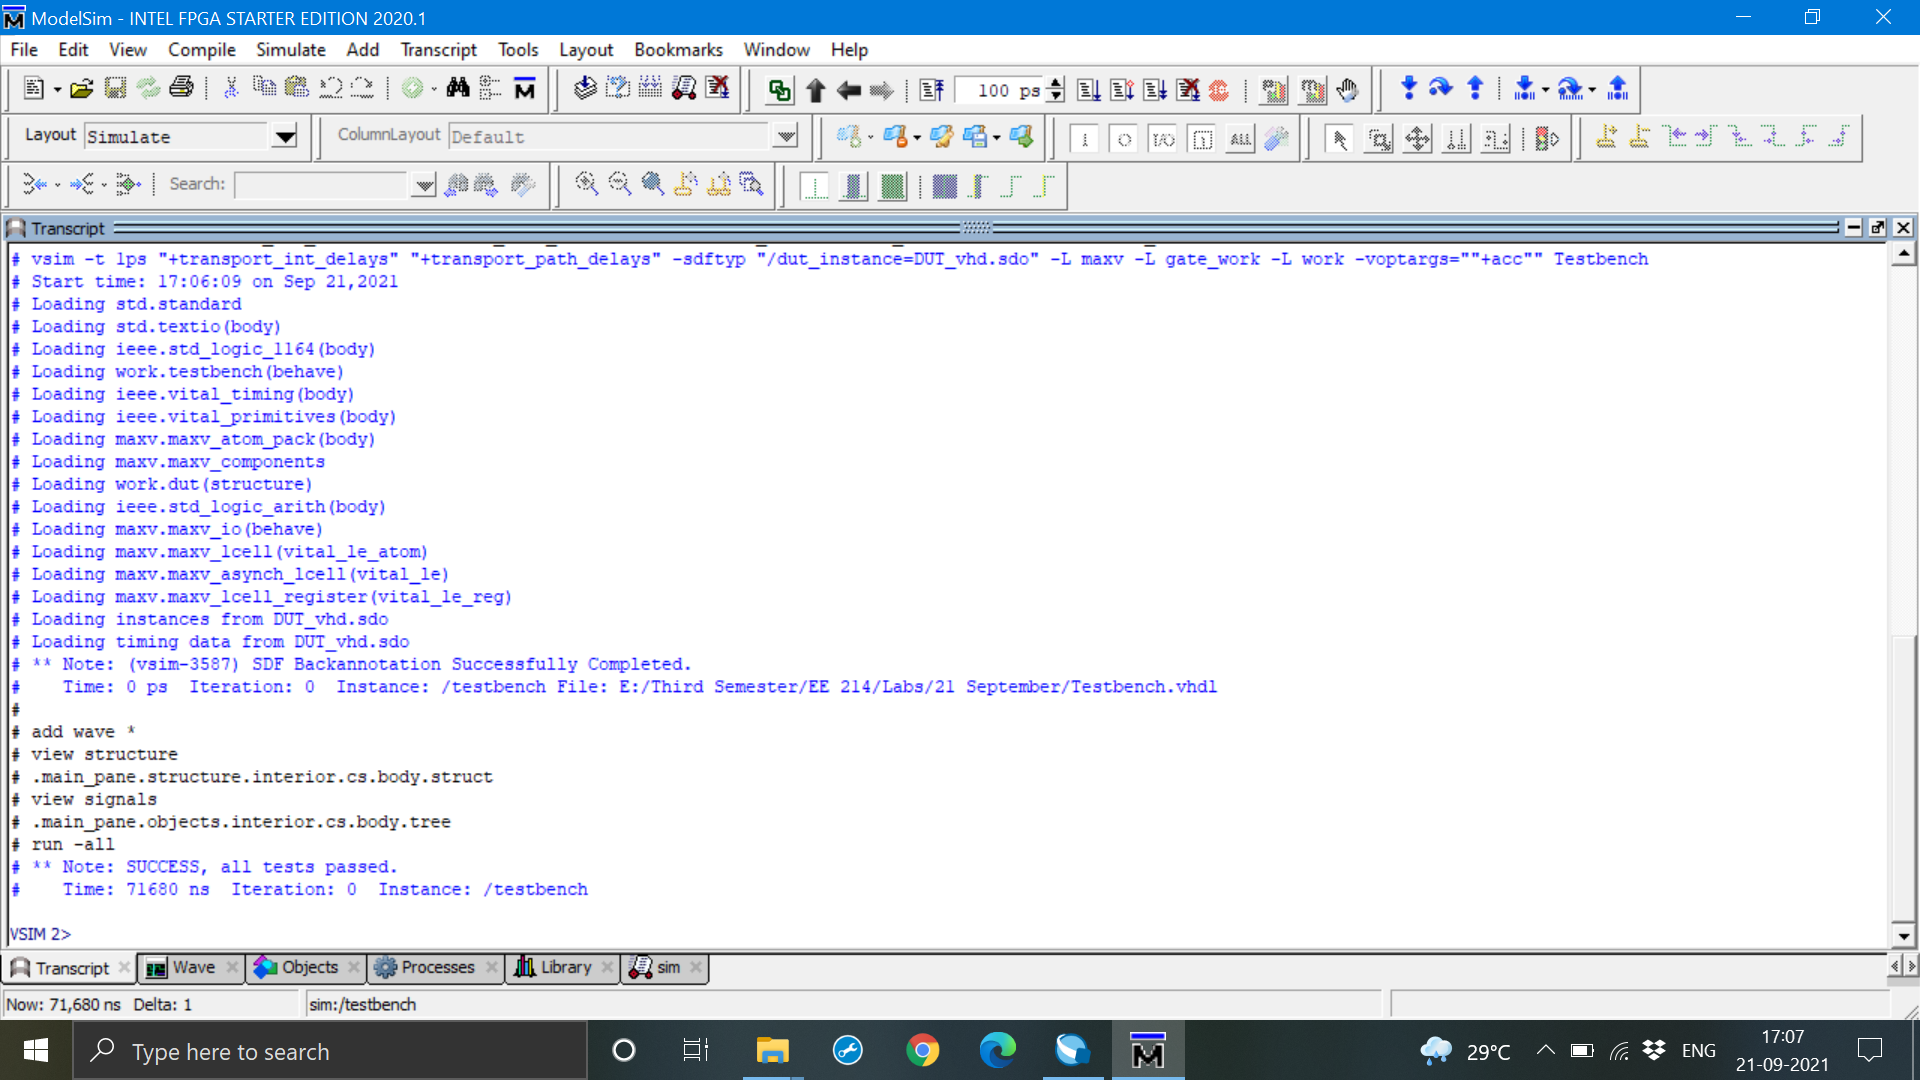 ModelSim - INTEL FPGA STARTER EDITION 2020.1
File Edit View Compile Simulate Add Transcript Tools Layout Bookmarks Window Help
100 ps
Layout Simulate ColumnLayout Default ALL
Search:
Transcript
# vsim -t 1ps "+transport_int_delays" "+transport_path_delays" -sdftyp "/dut_instance=DUT_vhd.sdo" -L maxv -L gate_work -L work -voptargs=""+acc"" Testbench
# Start time: 17:06:09 on Sep 21,2021
# Loading std.standard
# Loading std.textio(body)
# Loading ieee.std_logic_1164(body)
# Loading work.testbench(behave)
# Loading ieee.vital_timing(body)
# Loading ieee.vital_primitives(body)
# Loading maxv.maxv_atom_pack(body)
# Loading maxv.maxv_components
# Loading work.dut(structure)
# Loading ieee.std_logic_arith(body)
# Loading maxv.maxv_io(behave)
# Loading maxv.maxv_lcell(vital_le_atom)
# Loading maxv.maxv_asynch_lcell(vital_le)
# Loading maxv.maxv_lcell_register(vital_le_reg)
# Loading instances from DUT_vhd.sdo
# Loading timing data from DUT_vhd.sdo
# ** Note: (vsim-3587) SDF Backannotation Successfully Completed.
#    Time: 0 ps  Iteration: 0  Instance: /testbench File: E:/Third Semester/EE 214/Labs/21 September/Testbench.vhdl
#
# add wave *
# view structure
# .main_pane.structure.interior.cs.body.struct
# view signals
# .main_pane.objects.interior.cs.body.tree
# run -all
# ** Note: SUCCESS, all tests passed.
#    Time: 71680 ns  Iteration: 0  Instance: /testbench
VSIM 2>
Transcript Wave Objects Processes Library sim
Now: 71,680 ns Delta: 1 sim:/testbench
Type here to search
29°C ENG 17:07
21-09-2021